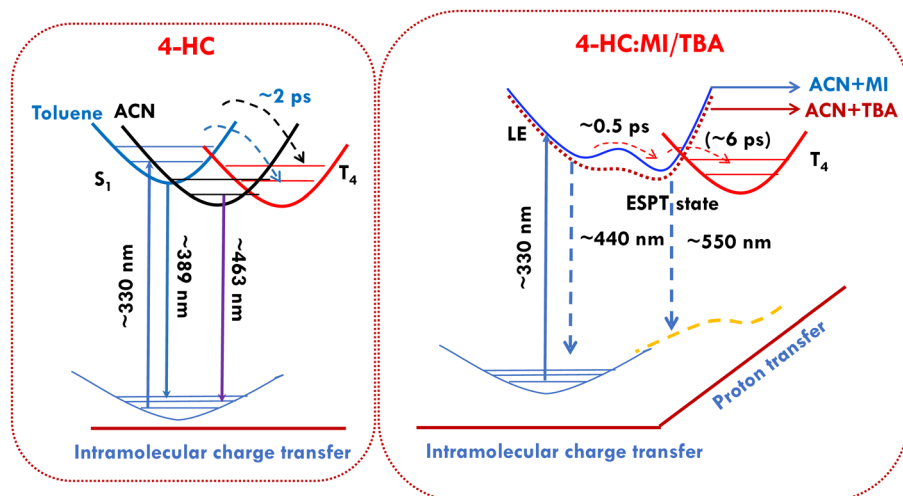 4-HC
Toluene
ACN
~2 ps
S1
T4
~330 nm
~389 nm
~463 nm
Intramolecular charge transfer
4-HC:MI/TBA
ACN+MI
ACN+TBA
LE
~0.5 ps
(~6 ps)
T4
ESPT state
~330 nm
~440 nm
~550 nm
Proton transfer
Intramolecular charge transfer